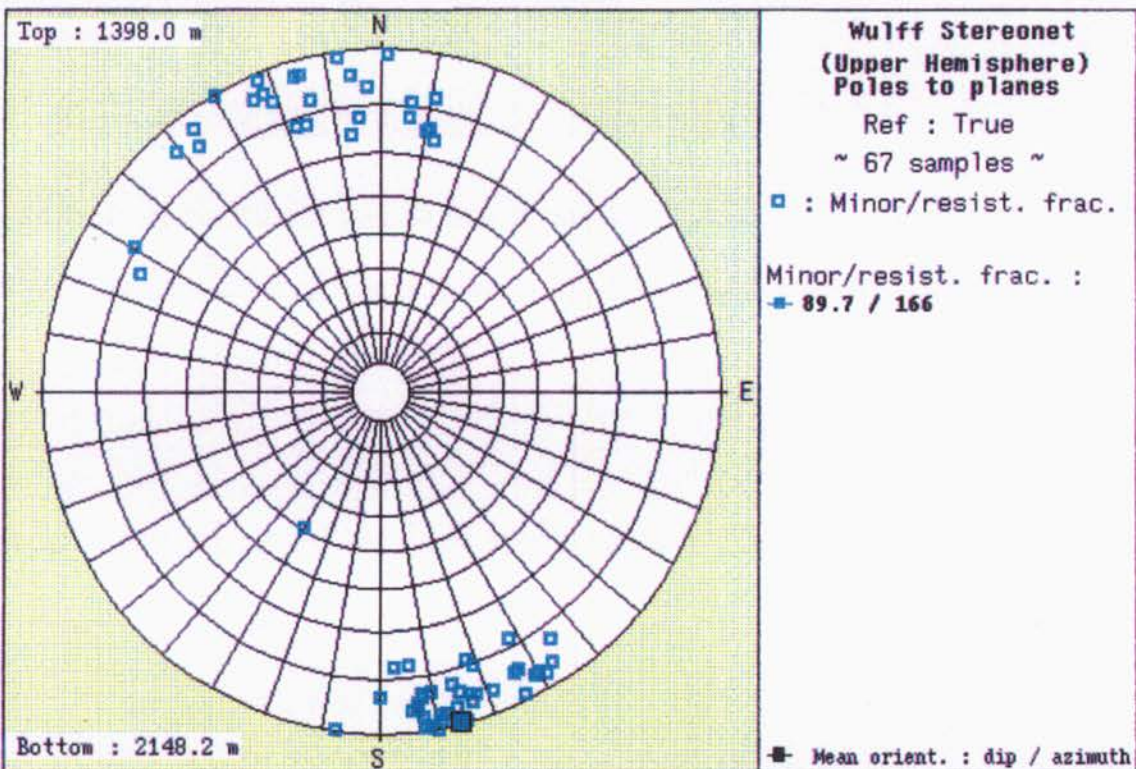 Top : 1398.0 m
N
W
E
S
Bottom : 2148.2 m
Wulff Stereonet
(Upper Hemisphere)
Poles to planes
Ref : True
~ 67 samples ~
: Minor/resist. frac.
Minor/resist. frac. :
89.7 / 166
Mean orient. : dip / azimuth